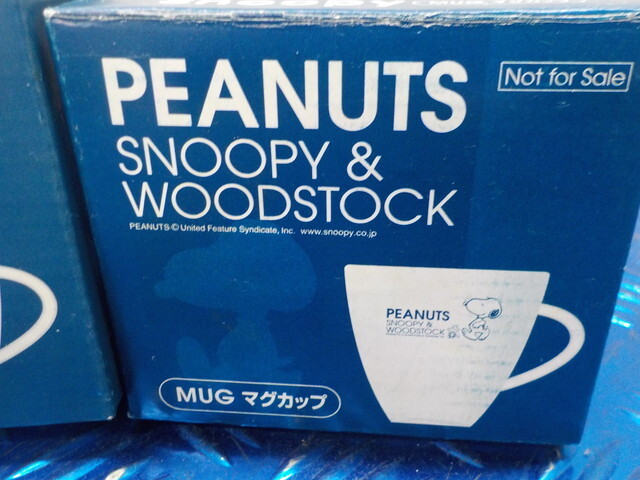 PEANUTS
Not for Sale
SNOOPY &
WOODSTOCK
PEANUTS © United Feature Syndicate, Inc. www.snoopy.co.jp
PEANUTS
SNOOPY &
WOODSTOCK
MUG マグカップ